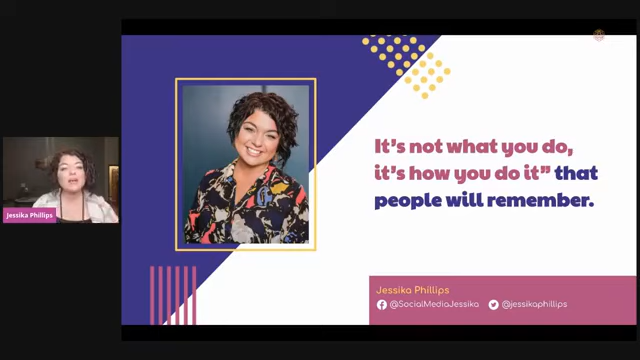 It's not what you do,
it's how you do it” that
people will remember.
Jessika Phillips
Jessika Phillips
@SocialMediaJessika @jessikaphillips